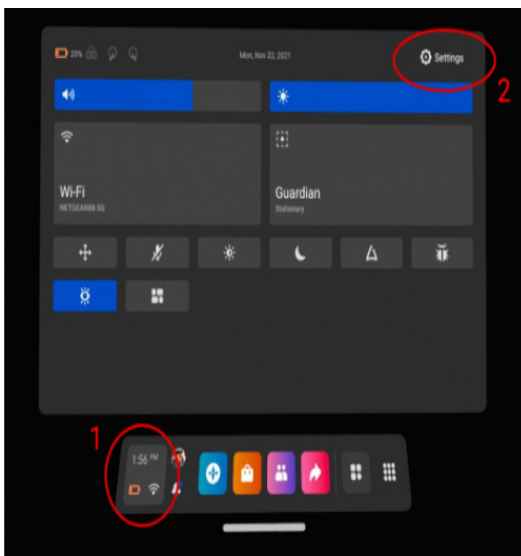 20% Mon, Nov 22, 2021 Settings
2
Wi-Fi
NETGEAR88-5G
Guardian
Stationary
1
1:56 PM